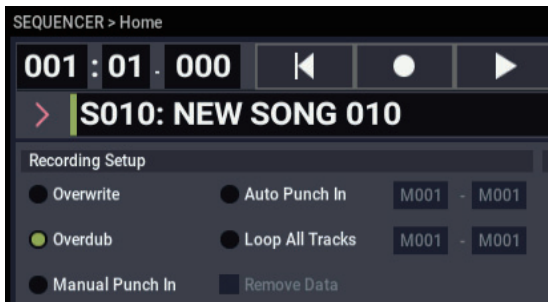 SEQUENCER > Home
001 : 01 . 000
S010: NEW SONG 010
Recording Setup
Overwrite Auto Punch In M001 - M001
Overdub Loop All Tracks M001 - M001
Manual Punch In Remove Data